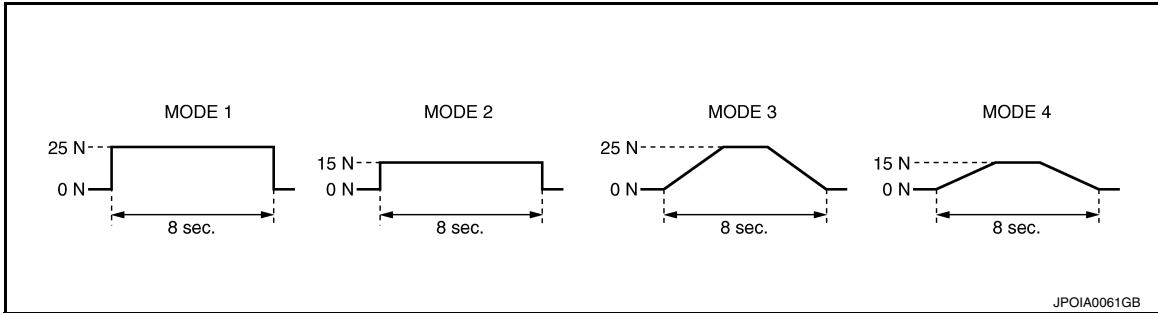 MODE 1
MODE 2
MODE 3
MODE 4
25 N
0 N
8 sec.
15 N
0 N
8 sec.
25 N
0 N
8 sec.
15 N
0 N
8 sec.
JPOIA0061GB